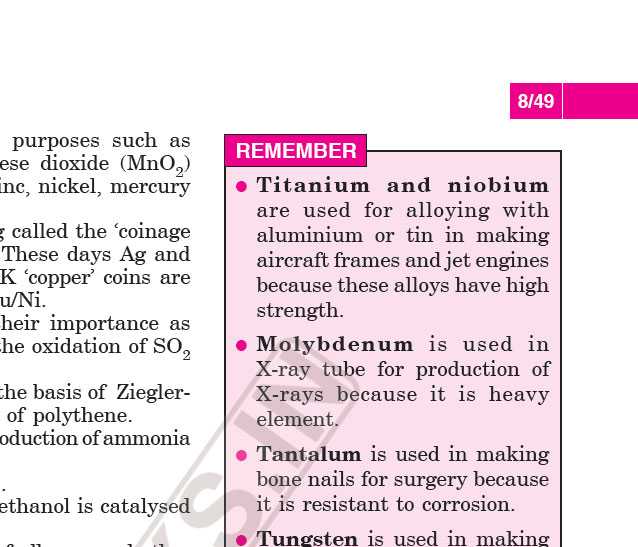 8/49
purposes such as
ese dioxide (MnO₂)
inc, nickel, mercury
g called the ‘coinage
These days Ag and
K ‘copper’ coins are
u/Ni.
their importance as
the oxidation of SO₂
the basis of Ziegler-
of polythene.
oduction of ammonia
.
ethanol is catalysed
REMEMBER
● Titanium and niobium
are used for alloying with
aluminium or tin in making
aircraft frames and jet engines
because these alloys have high
strength.
● Molybdenum is used in
X-ray tube for production of
X-rays because it is heavy
element.
● Tantalum is used in making
bone nails for surgery because
it is resistant to corrosion.
● Tungsten is used in making